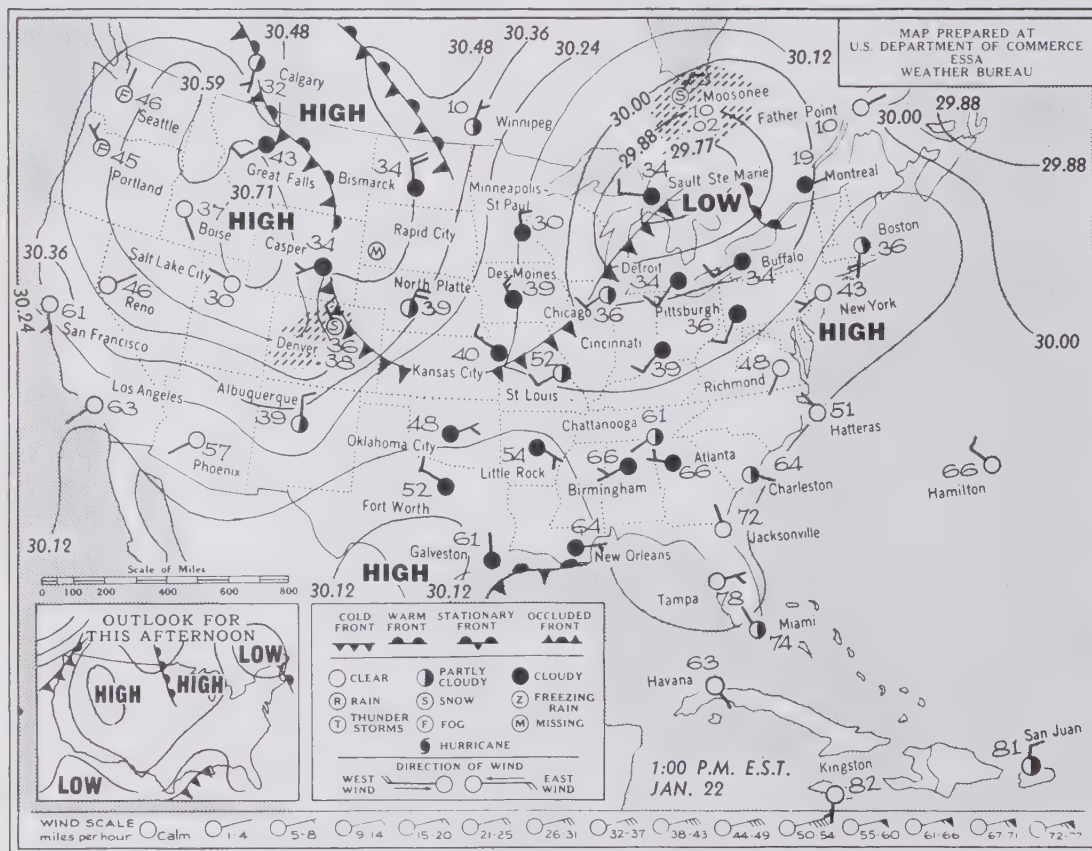 MAP PREPARED AT
U.S. DEPARTMENT OF COMMERCE
ESSA
WEATHER BUREAU
30.48
30.59
30.48
30.36
30.24
30.12
30.00
29.88
29.77
30.00
29.88
29.88
30.00
30.71
30.36
30.24
30.12
30.12
30.12
46
Seattle
Calgary
32
HIGH
10
Winnipeg
Moosonee
10
02
Father Point
10
45
Portland
43
Great Falls
Bismarck
34
Minneapolis
St Paul
30
34
Sault Ste Marie
LOW
19
Montreal
37
Boise
HIGH
Casper
34
Rapid City
M
Boston
36
Salt Lake City
30
46
Reno
North Platte
39
Des Moines
39
Detroit
34
Buffalo
34
Chicago
36
Pittsburgh
36
43
New York
HIGH
61
San Francisco
Denver
S
36
38
Kansas City
40
St Louis
52
Cincinnati
39
Richmond
48
Los Angeles
63
Albuquerque
39
57
Phoenix
Oklahoma City
48
Little Rock
54
Chattanooga
61
51
Hatteras
Birmingham
66
Atlanta
66
64
Charleston
66
Hamilton
52
Fort Worth
72
Jacksonville
61
Galveston
HIGH
64
New Orleans
Tampa
78
Miami
74
63
Havana
Kingston
82
San Juan
81
Scale of Miles
0 100 200 400 600 800
OUTLOOK FOR
THIS AFTERNOON
LOW
HIGH
HIGH
LOW
COLD FRONT
WARM FRONT
STATIONARY FRONT
OCCLUDED FRONT
CLEAR
PARTLY CLOUDY
CLOUDY
R RAIN
S SNOW
Z FREEZING RAIN
T THUNDER STORMS
F FOG
M MISSING
HURRICANE
DIRECTION OF WIND
WEST WIND
EAST WIND
1:00 P.M. E.S.T.
JAN. 22
WIND SCALE
miles per hour
Calm 1-4 5-8 9-14 15-20 21-25 26-31 32-37 38-43 44-49 50-54 55-60 61-66 67-71